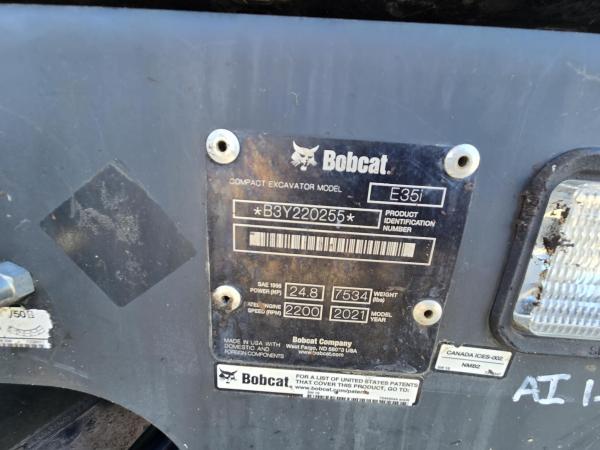 Bobcat.
COMPACT EXCAVATOR MODEL E35i
*B3Y220255* PRODUCT IDENTIFICATION NUMBER
SAE 1995 POWER (HP) 24.8 7534 WEIGHT (lbs)
RATED ENGINE SPEED (RPM) 2200 2021 MODEL YEAR
MADE IN USA WITH DOMESTIC AND FOREIGN COMPONENTS
Bobcat Company
West Fargo, ND 58078 USA
www.bobcat.com
Bobcat.
FOR A LIST OF UNITED STATES PATENTS
THAT COVER THIS PRODUCT, GO TO:
www.bobcat.com/patents
CANADA ICES-002
NMB2
AI 1-